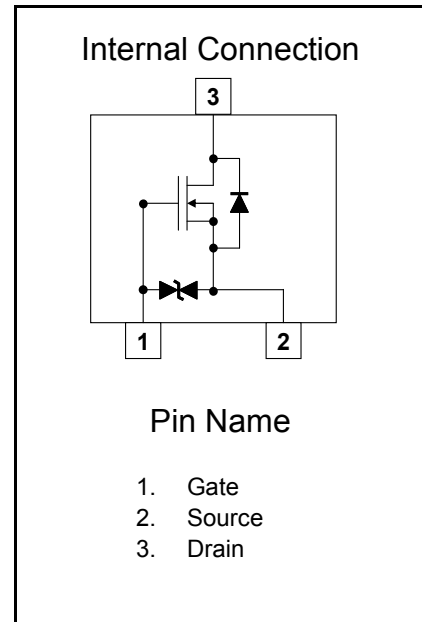 Internal Connection
3
1
2
Pin Name
1. Gate
2. Source
3. Drain